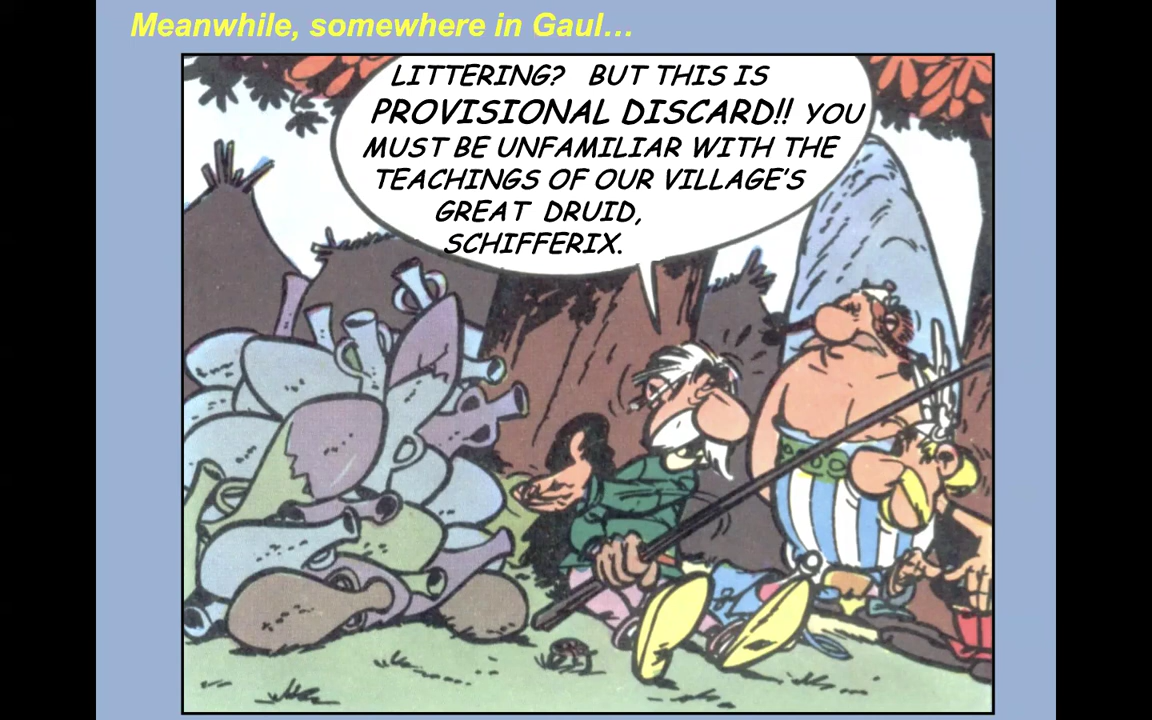 Meanwhile, somewhere in Gaul…
LITTERING? BUT THIS IS
PROVISIONAL DISCARD!! YOU
MUST BE UNFAMILIAR WITH THE
TEACHINGS OF OUR VILLAGE'S
GREAT DRUID,
SCHIFFERIX.